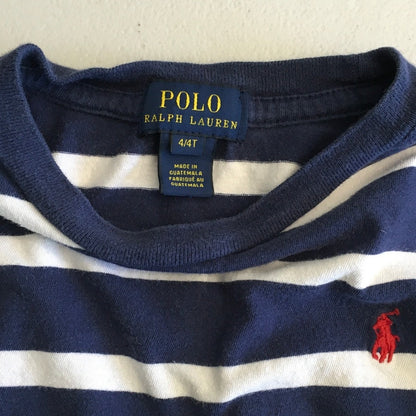 POLO
RALPH LAUREN
4/4T
MADE IN
GUATEMALA
FABRIQUÉ AU
GUATEMALA